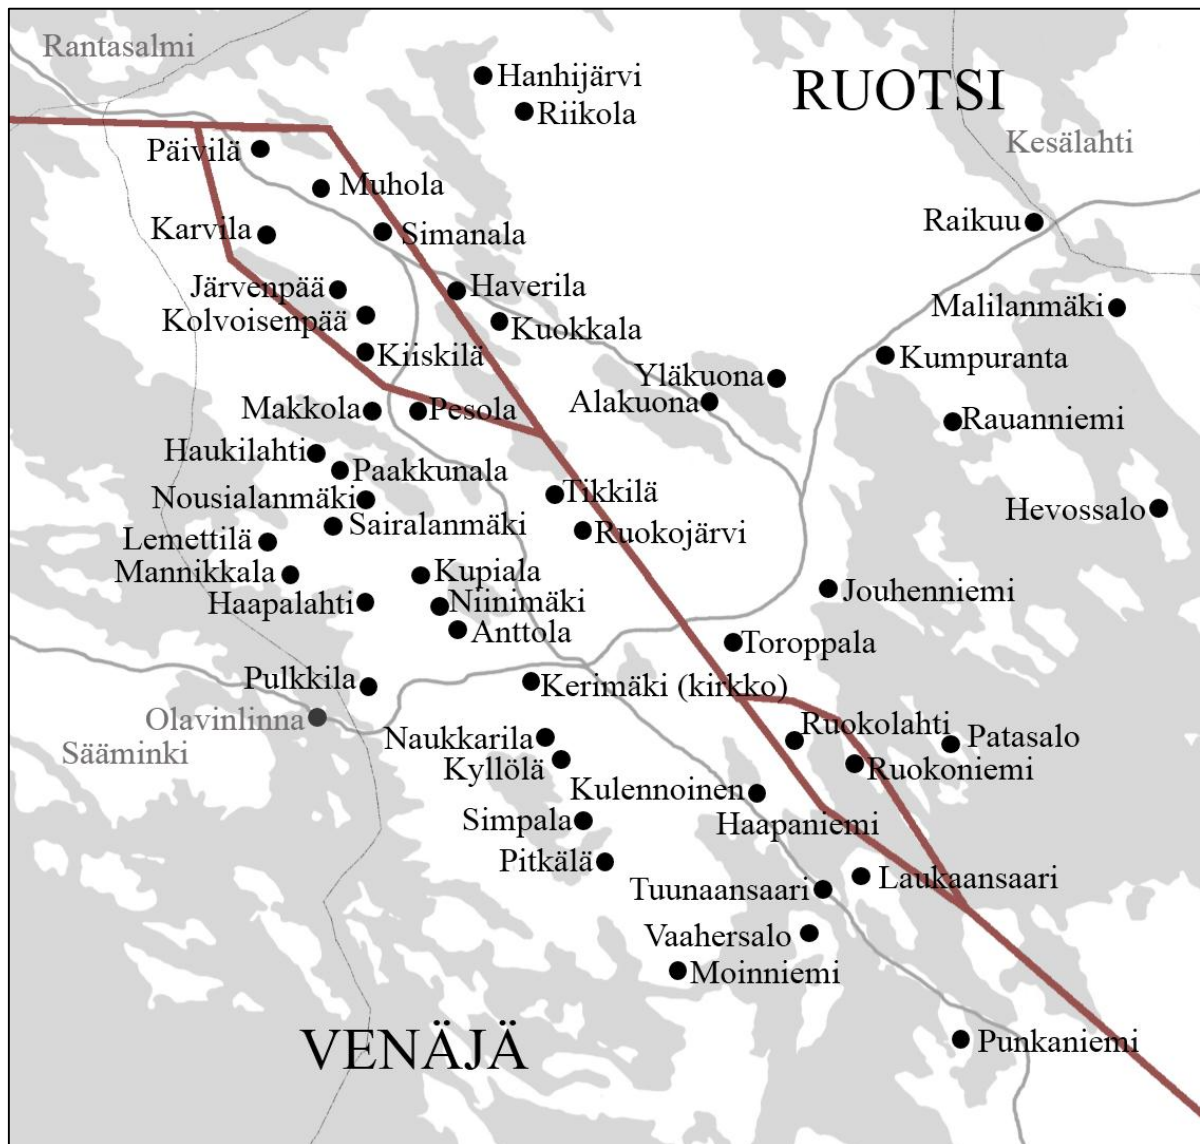 Rantasalmi
Hanhijärvi
RUOTSI
Riikola
Kesälahti
Päivilä
Muhola
Raikuu
Karvila
Simanala
Järvenpää
Haverila
Malilanmäki
Kolvoisenpää
Kuokkala
Kiiskilä
Kumpuranta
Yläkuona
Alakuona
Makkola
Pesola
Rauanniemi
Haukilahti
Paakkunala
Nousialanmäki
Tikkilä
Hevossalo
Sairalanmäki
Ruokojärvi
Lemettilä
Mannikkala
Kupiala
Jouhenniemi
Haapalahti
Niinimäki
Anttola
Toroppala
Pulkkila
Kerimäki (kirkko)
Olavinlinna
Ruokolahti
Sääminki
Naukkarila
Patasalo
Kyllölä
Ruokoniemi
Kulennoinen
Simpala
Haapaniemi
Pitkälä
Tuunaansaari
Laukaansaari
Vaahersalo
Moinniemi
VENÄJÄ
Punkaniemi